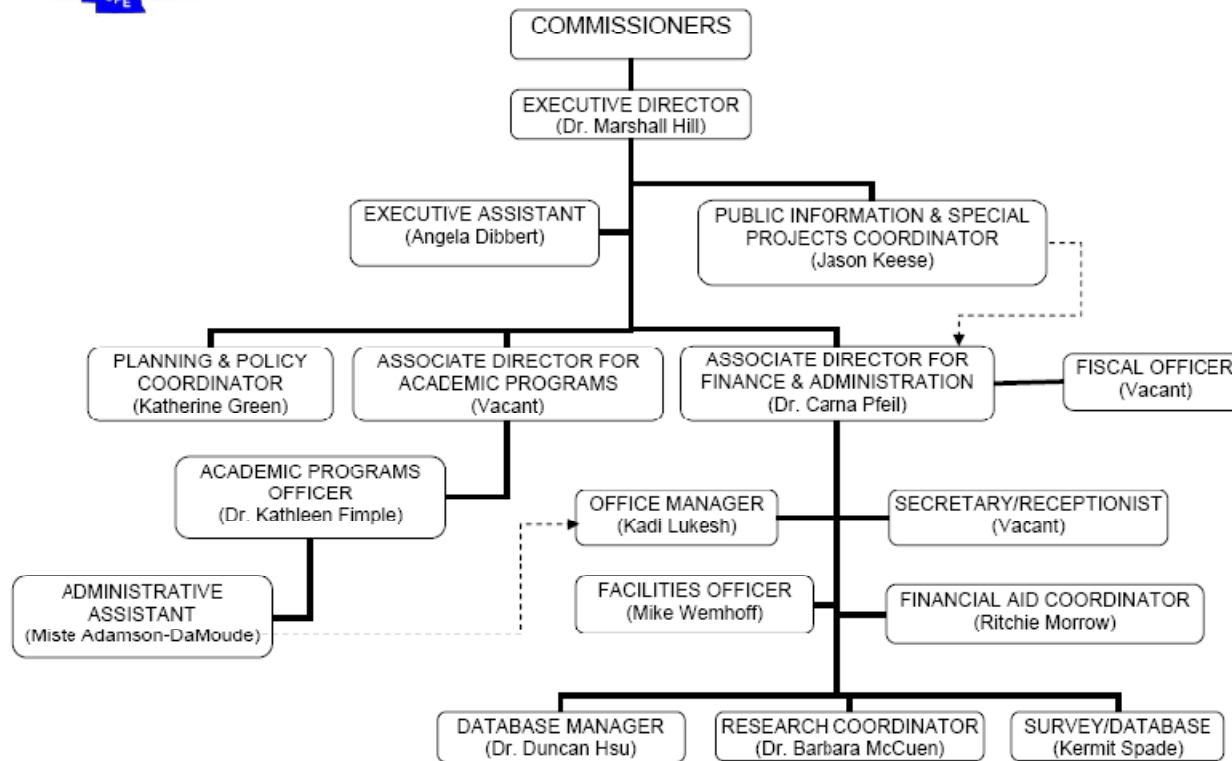 CPE
COMMISSIONERS
EXECUTIVE DIRECTOR
(Dr. Marshall Hill)
EXECUTIVE ASSISTANT
(Angela Dibbert)
PUBLIC INFORMATION & SPECIAL
PROJECTS COORDINATOR
(Jason Keese)
PLANNING & POLICY
COORDINATOR
(Katherine Green)
ASSOCIATE DIRECTOR FOR
ACADEMIC PROGRAMS
(Vacant)
ASSOCIATE DIRECTOR FOR
FINANCE & ADMINISTRATION
(Dr. Carna Pfeil)
FISCAL OFFICER
(Vacant)
ACADEMIC PROGRAMS
OFFICER
(Dr. Kathleen Fimple)
OFFICE MANAGER
(Kadi Lukesh)
SECRETARY/RECEPTIONIST
(Vacant)
ADMINISTRATIVE
ASSISTANT
(Miste Adamson-DaMoude)
FACILITIES OFFICER
(Mike Wemhoff)
FINANCIAL AID COORDINATOR
(Ritchie Morrow)
DATABASE MANAGER
(Dr. Duncan Hsu)
RESEARCH COORDINATOR
(Dr. Barbara McCuen)
SURVEY/DATABASE
(Kermit Spade)